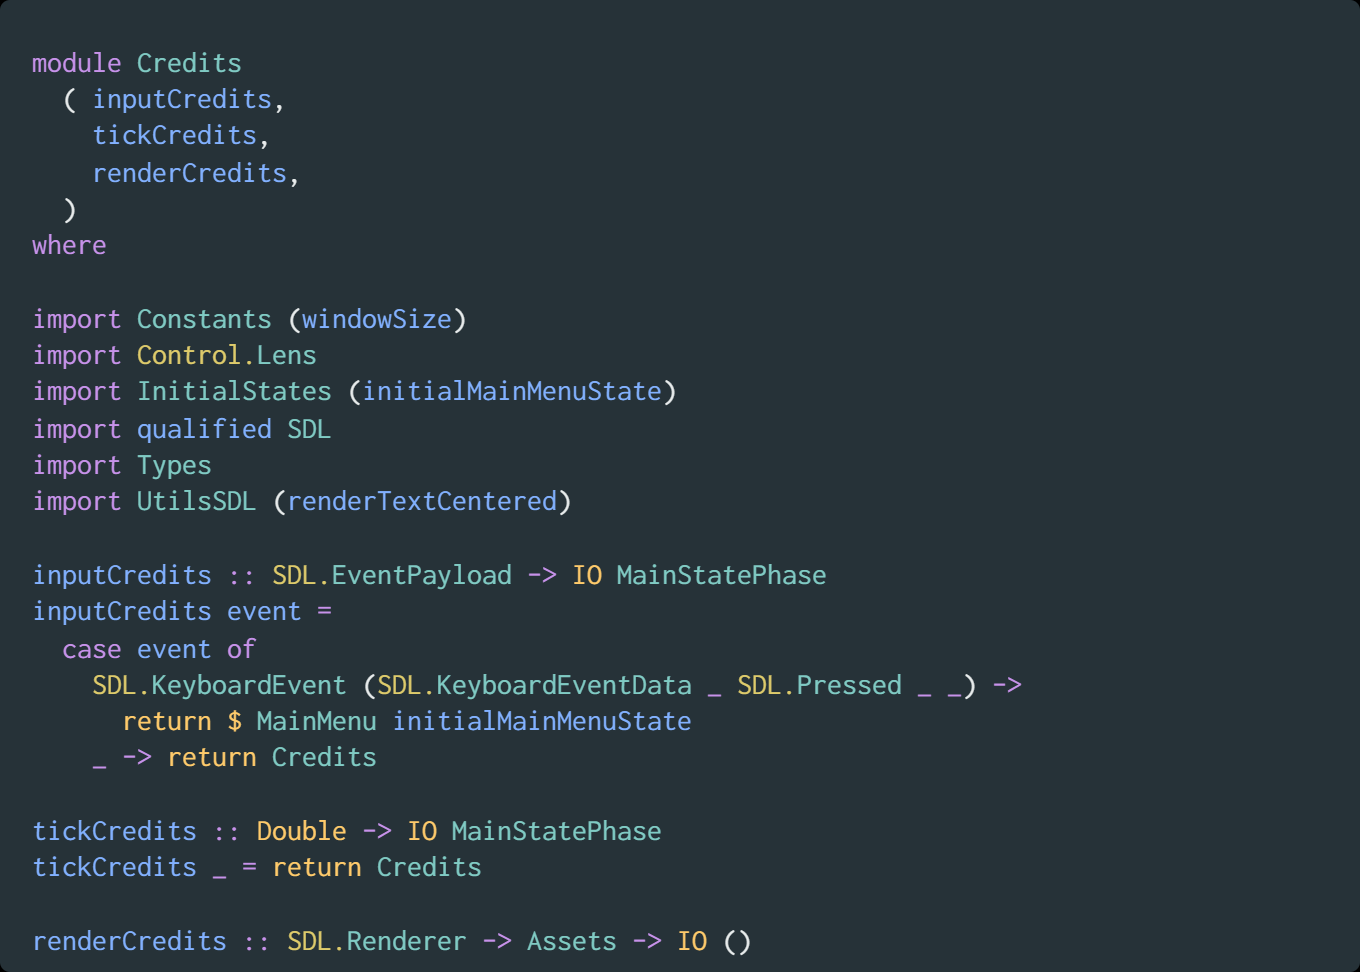 module Credits
  ( inputCredits,
    tickCredits,
    renderCredits,
  )
where

import Constants (windowSize)
import Control.Lens
import InitialStates (initialMainMenuState)
import qualified SDL
import Types
import UtilsSDL (renderTextCentered)

inputCredits :: SDL.EventPayload -> IO MainStatePhase
inputCredits event =
  case event of
    SDL.KeyboardEvent (SDL.KeyboardEventData _ SDL.Pressed _ _) ->
      return $ MainMenu initialMainMenuState
    _ -> return Credits

tickCredits :: Double -> IO MainStatePhase
tickCredits _ = return Credits

renderCredits :: SDL.Renderer -> Assets -> IO ()